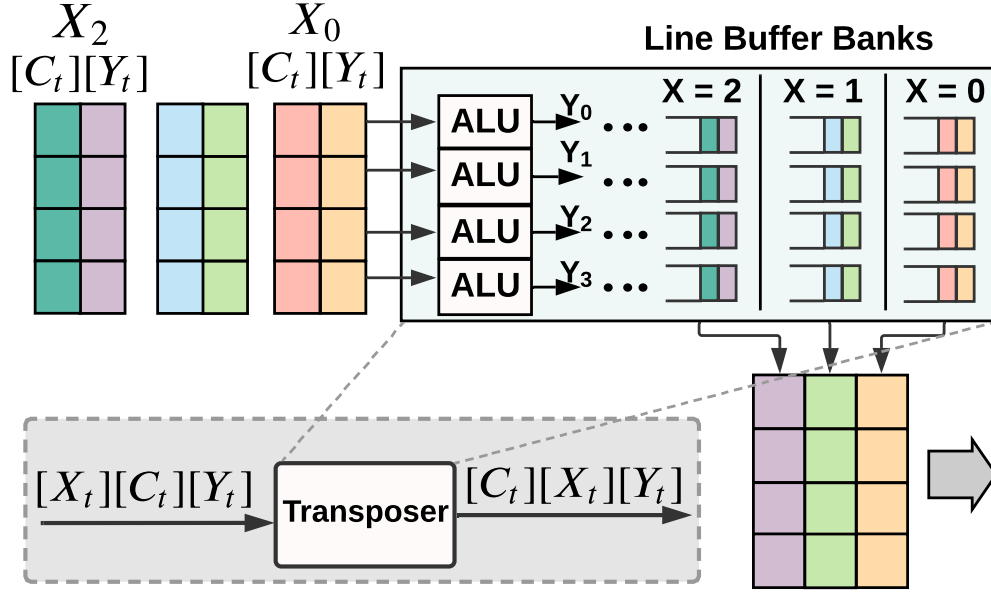 X₂
[Cₜ][Yₜ]
X₀
[Cₜ][Yₜ]
Line Buffer Banks
X = 2
X = 1
X = 0
ALU
Y₀
ALU
Y₁
ALU
Y₂
ALU
Y₃
[Xₜ][Cₜ][Yₜ]
Transposer
[Cₜ][Xₜ][Yₜ]